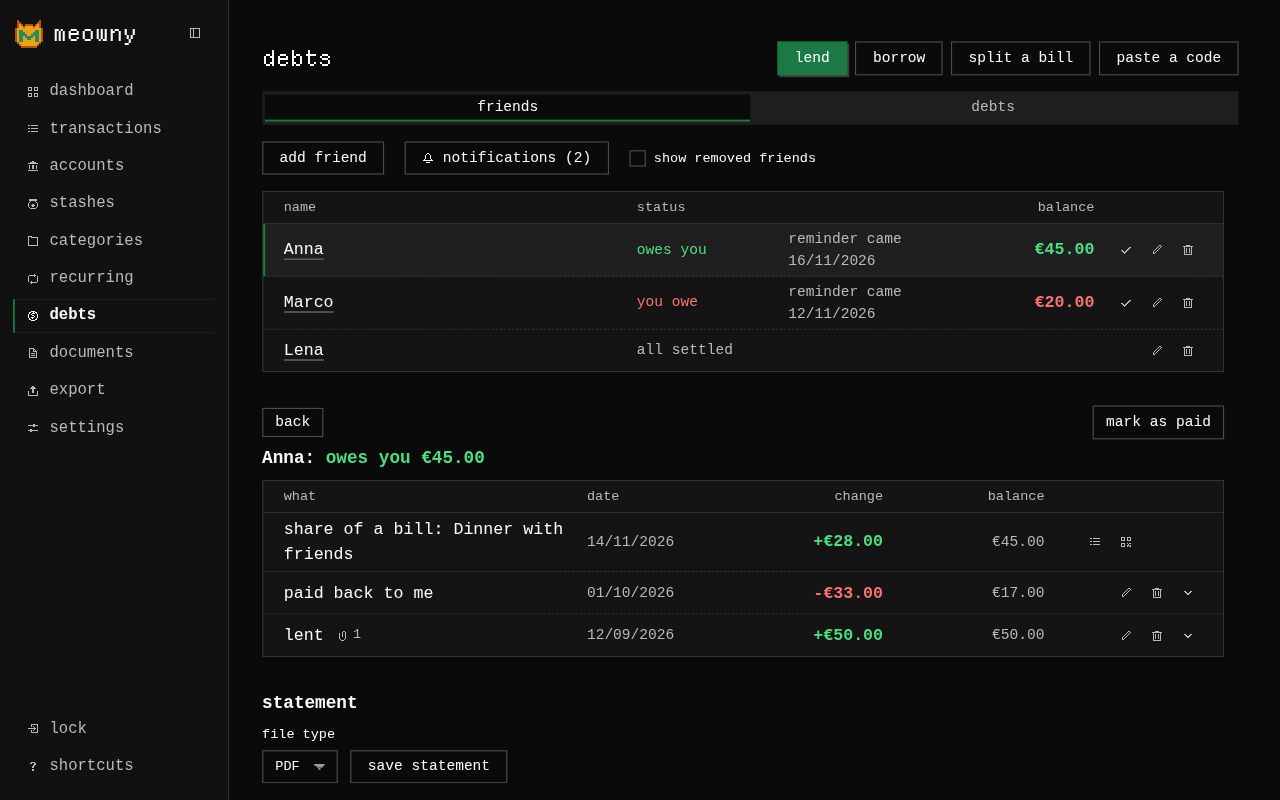 meowny
dashboard
transactions
accounts
stashes
categories
recurring
debts
documents
export
settings
lock
? shortcuts
debts
lend
borrow
split a bill
paste a code
friends
debts
add friend
notifications (2)
show removed friends
name status balance
Anna owes you reminder came 16/11/2026 €45.00
Marco you owe reminder came 12/11/2026 €20.00
Lena all settled
back
mark as paid
Anna: owes you €45.00
what date change balance
share of a bill: Dinner with friends 14/11/2026 +€28.00 €45.00
paid back to me 01/10/2026 -€33.00 €17.00
lent 1 12/09/2026 +€50.00 €50.00
statement
file type
PDF
save statement